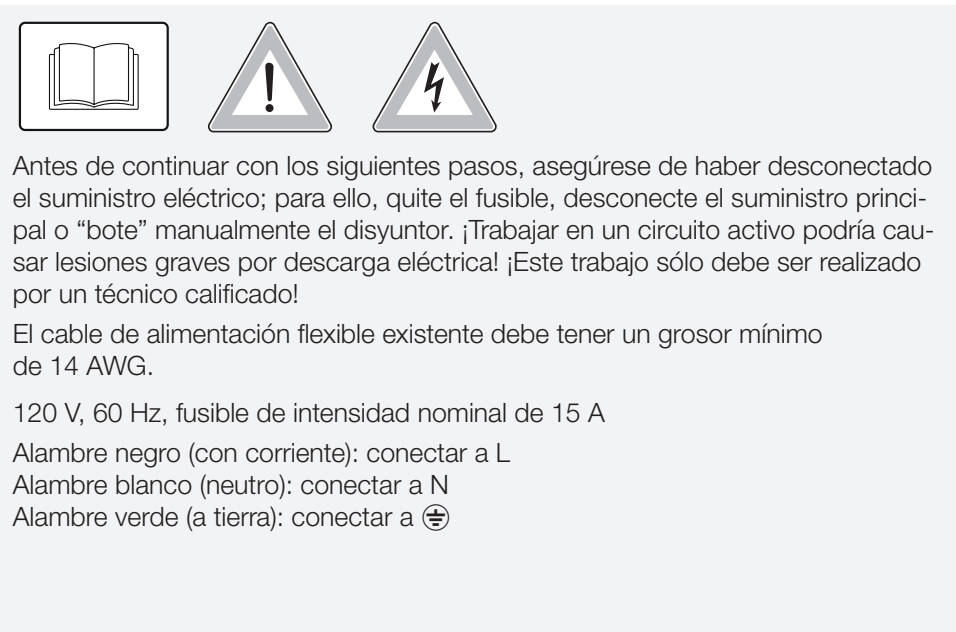 Antes de continuar con los siguientes pasos, asegúrese de haber desconectado
el suministro eléctrico; para ello, quite el fusible, desconecte el suministro princi-
pal o “bote” manualmente el disyuntor. ¡Trabajar en un circuito activo podría cau-
sar lesiones graves por descarga eléctrica! ¡Este trabajo sólo debe ser realizado
por un técnico calificado!
El cable de alimentación flexible existente debe tener un grosor mínimo
de 14 AWG.
120 V, 60 Hz, fusible de intensidad nominal de 15 A
Alambre negro (con corriente): conectar a L
Alambre blanco (neutro): conectar a N
Alambre verde (a tierra): conectar a ⏚